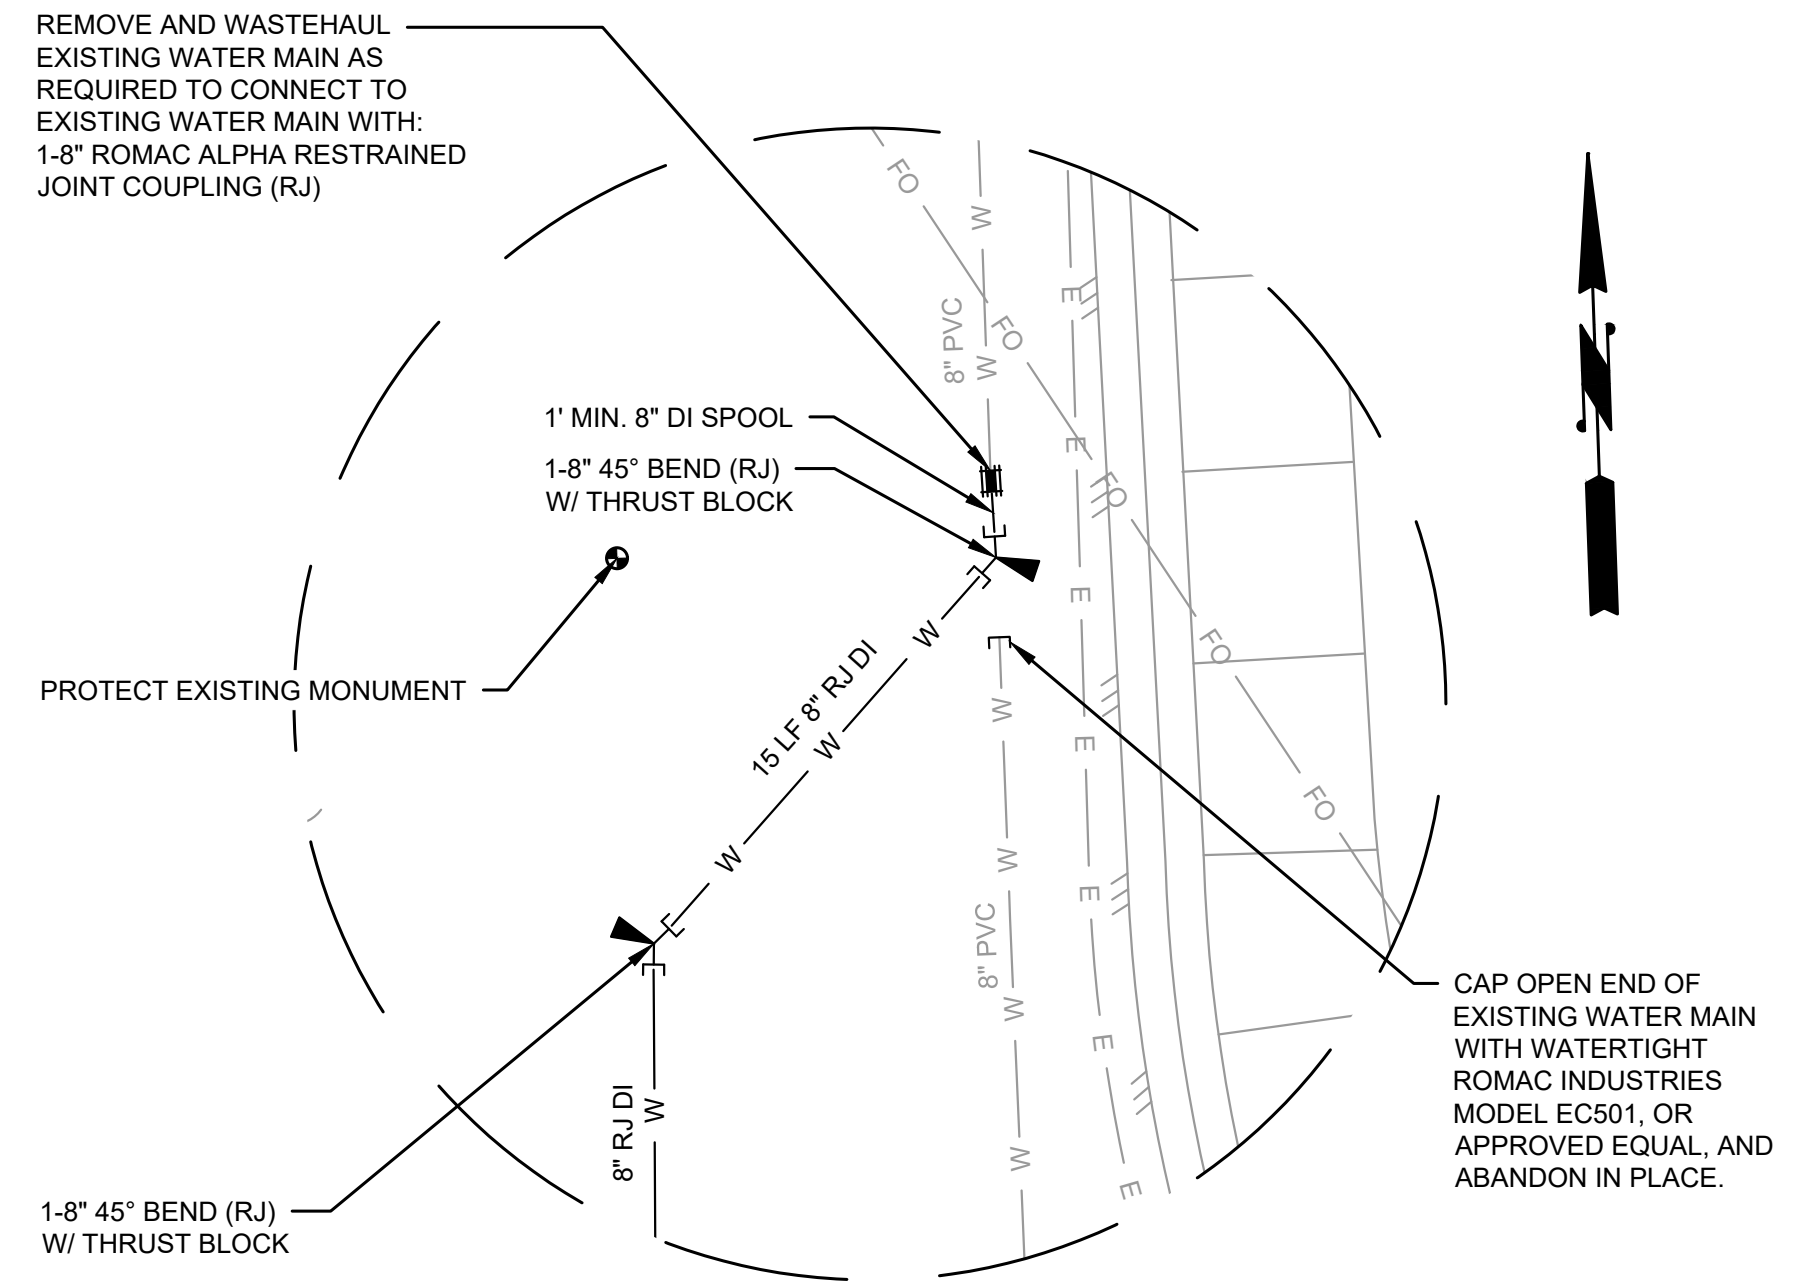 REMOVE AND WASTEHAUL
EXISTING WATER MAIN AS
REQUIRED TO CONNECT TO
EXISTING WATER MAIN WITH:
1-8" ROMAC ALPHA RESTRAINED
JOINT COUPLING (RJ)
FO
W
E
8" PVC
FO
W
1' MIN. 8" DI SPOOL
E
1-8" 45° BEND (RJ)
W/ THRUST BLOCK
FO
E
W
FO
15 LF 8" RJ DI
PROTECT EXISTING MONUMENT
W
W
E
FO
W
W
E
8" PVC
W
CAP OPEN END OF
EXISTING WATER MAIN
WITH WATERTIGHT
ROMAC INDUSTRIES
MODEL EC501, OR
APPROVED EQUAL, AND
ABANDON IN PLACE.
E
8" RJ DI
W
W
E
1-8" 45° BEND (RJ)
W/ THRUST BLOCK
N